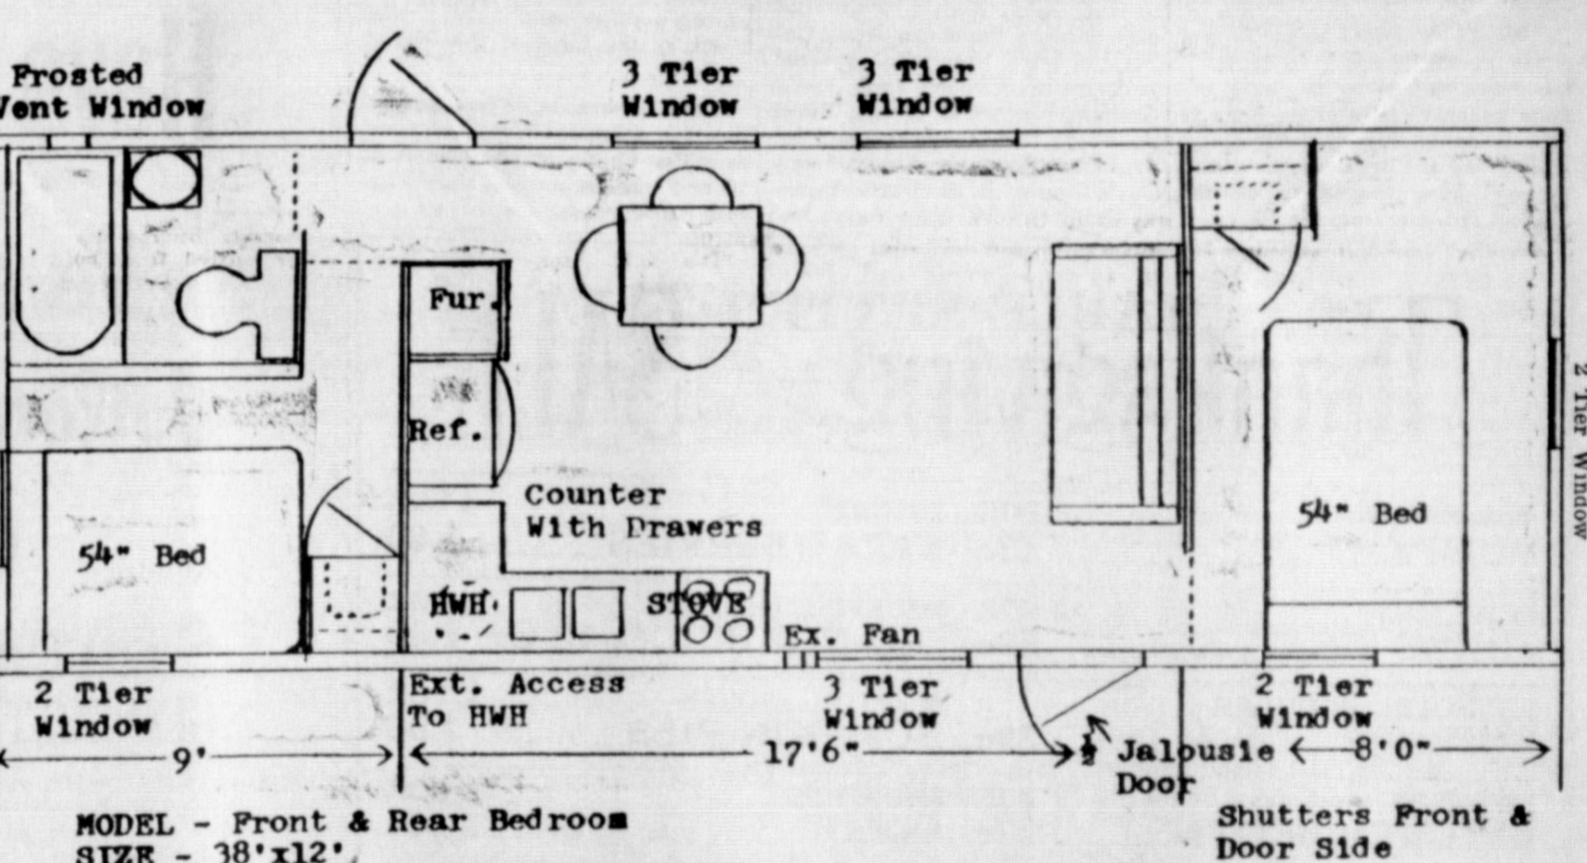 Frosted
Vent Window
3 Tier
Window
3 Tier
Window
Fur.
Ref.
Counter
With Drawers
54" Bed
HWH
STOVE
Ex. Fan
54" Bed
2 Tier Window
2 Tier
Window
Ext. Access
To HWH
3 Tier
Window
½ Jalousie
Door
2 Tier
Window
9'
17'6"
8'0"
MODEL - Front & Rear Bedroom
SIZE - 38'x12'
Shutters Front &
Door Side